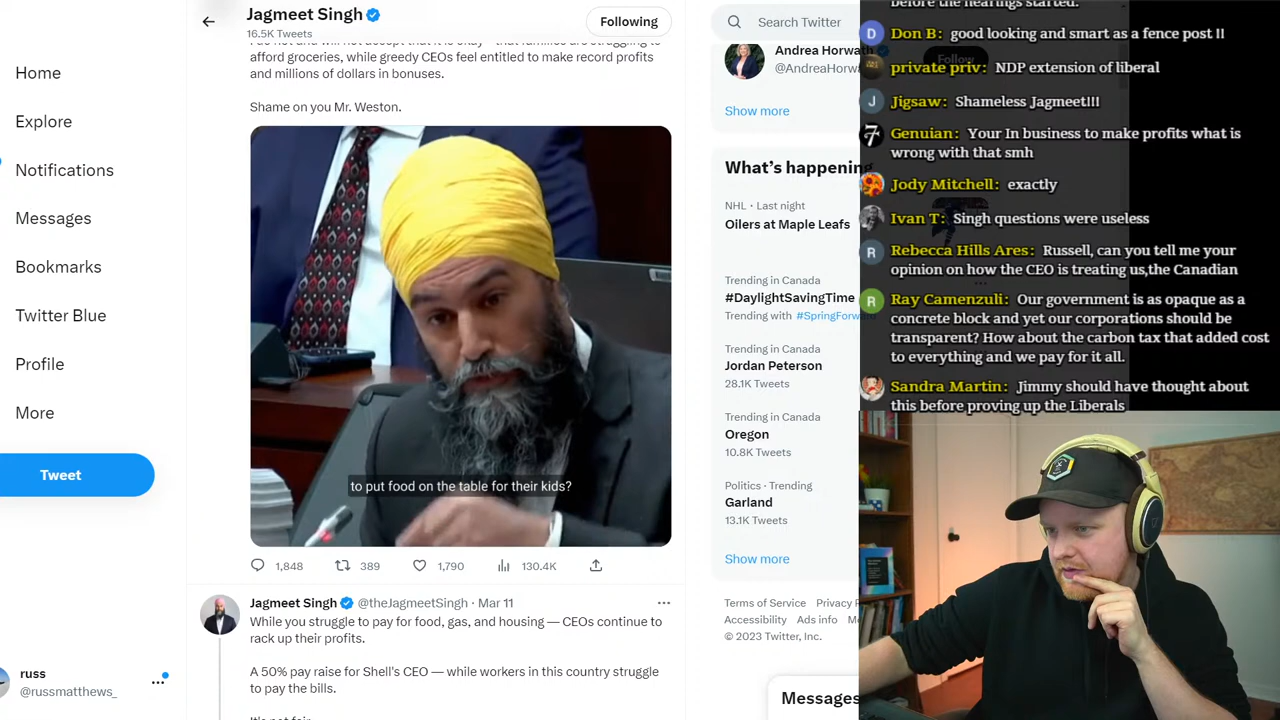 Home
Explore
Notifications
Messages
Bookmarks
Twitter Blue
Profile
More
Tweet
russ
@russmatthews_
Jagmeet Singh
16.5K Tweets
Following
afford groceries, while greedy CEOs feel entitled to make record profits
and millions of dollars in bonuses.
Shame on you Mr. Weston.
to put food on the table for their kids?
1,848
389
1,790
130.4K
Jagmeet Singh @theJagmeetSingh · Mar 11
While you struggle to pay for food, gas, and housing — CEOs continue to
rack up their profits.
A 50% pay raise for Shell's CEO — while workers in this country struggle
to pay the bills.
It's not fair
Search Twitter
Andrea Horwath
@AndreaHorwa
Follow
Show more
What's happening
NHL · Last night
Oilers at Maple Leafs
Trending in Canada
#DaylightSavingTime
Trending with #SpringForw
Trending in Canada
Jordan Peterson
28.1K Tweets
Trending in Canada
Oregon
10.8K Tweets
Politics · Trending
Garland
13.1K Tweets
Show more
Terms of Service Privacy P
Accessibility Ads info Mo
© 2023 Twitter, Inc.
Messages
before the hearings started.
Don B: good looking and smart as a fence post !!
private priv: NDP extension of liberal
Jigsaw: Shameless Jagmeet!!!
Genuian: Your In business to make profits what is
wrong with that smh
Jody Mitchell: exactly
Ivan T: Singh questions were useless
Rebecca Hills Ares: Russell, can you tell me your
opinion on how the CEO is treating us,the Canadian
Ray Camenzuli: Our government is as opaque as a
concrete block and yet our corporations should be
transparent? How about the carbon tax that added cost
to everything and we pay for it all.
Sandra Martin: Jimmy should have thought about
this before proving up the Liberals